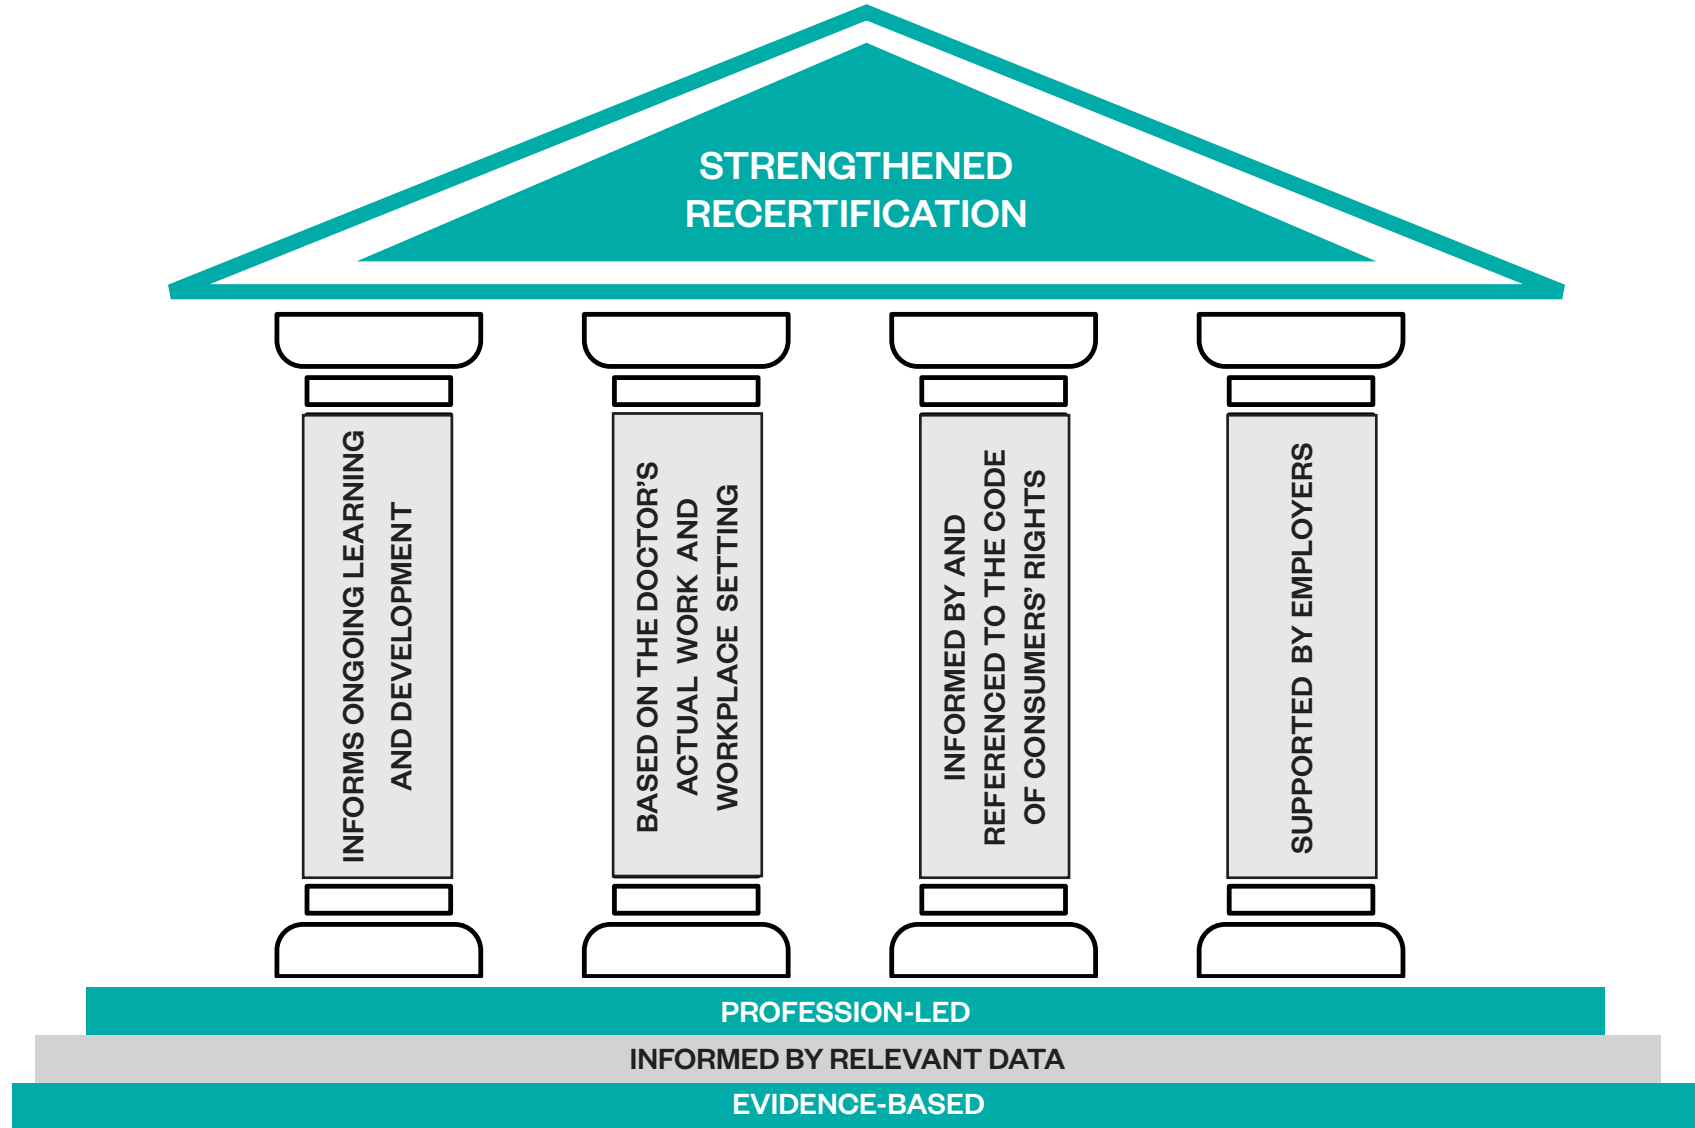 STRENGTHENED
RECERTIFICATION
INFORMS ONGOING LEARNING
AND DEVELOPMENT
BASED ON THE DOCTOR'S
ACTUAL WORK AND
WORKPLACE SETTING
INFORMED BY AND
REFERENCED TO THE CODE
OF CONSUMERS' RIGHTS
SUPPORTED BY EMPLOYERS
PROFESSION-LED
INFORMED BY RELEVANT DATA
EVIDENCE-BASED